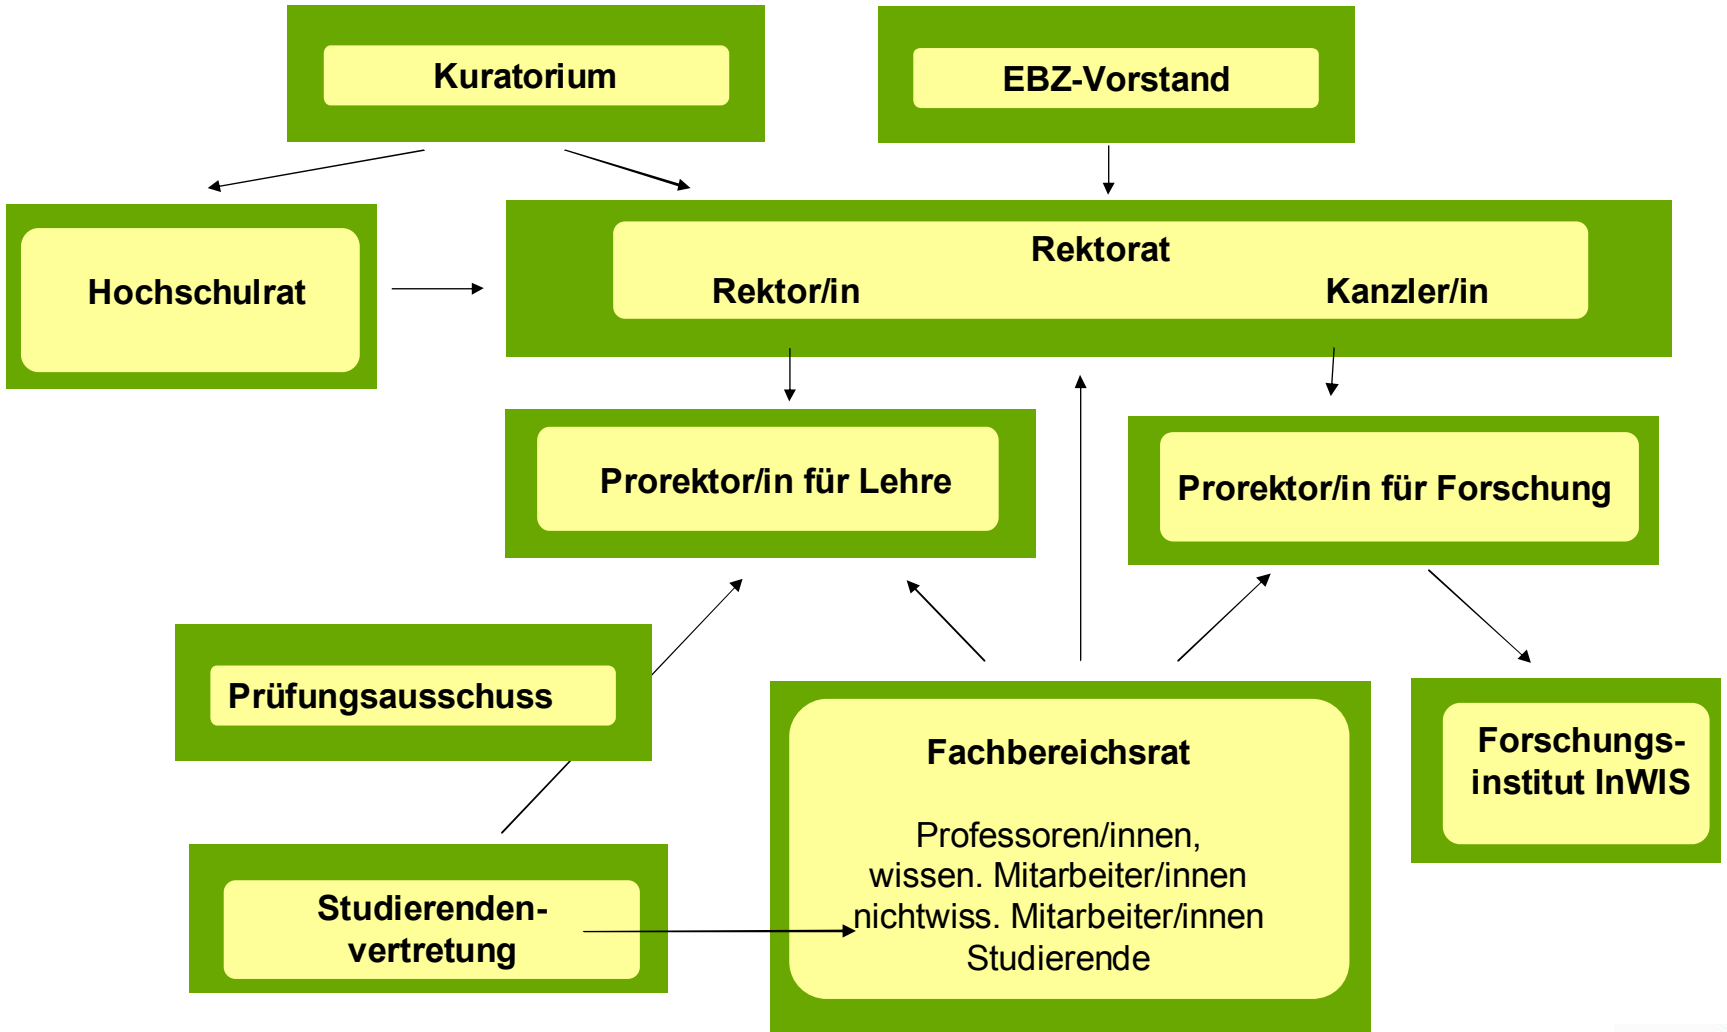 Kuratorium
EBZ-Vorstand
Hochschulrat
Rektorat
Rektor/in
Kanzler/in
Prorektor/in für Lehre
Prorektor/in für Forschung
Prüfungsausschuss
Fachbereichsrat
Professoren/innen,
wissen. Mitarbeiter/innen
nichtwiss. Mitarbeiter/innen
Studierende
Forschungs-
institut InWIS
Studierenden-
vertretung